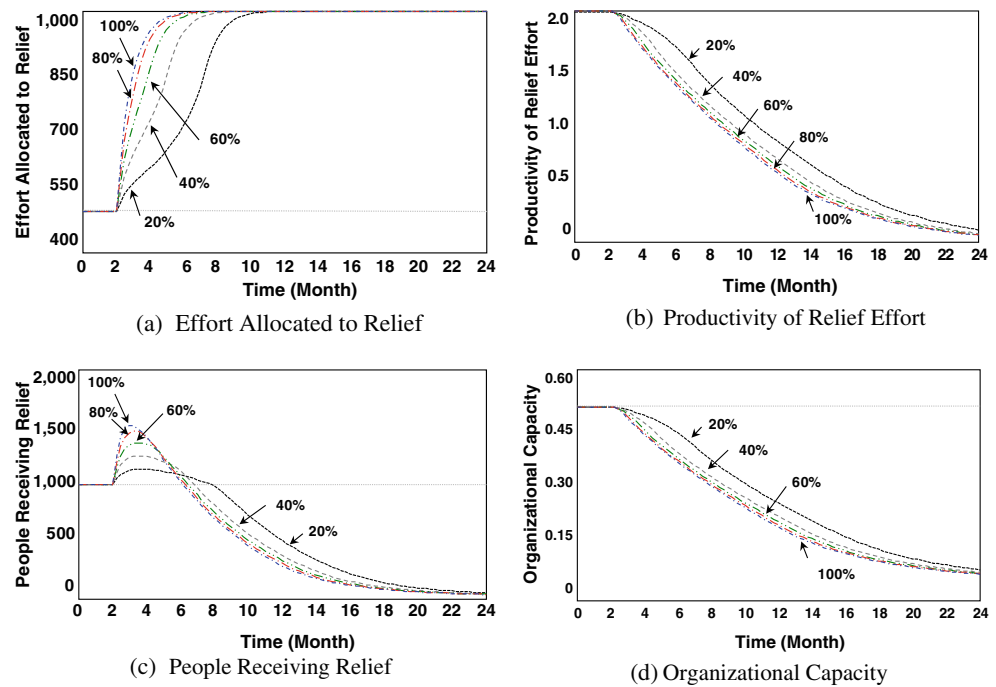 Effort Allocated to Relief
1,000
850
700
550
400
100%
80%
60%
40%
20%
0 2 4 6 8 10 12 14 16 18 20 22 24
Time (Month)
(a) Effort Allocated to Relief
Productivity of Relief Effort
2.0
1.5
1.0
0.5
0
20%
40%
60%
80%
100%
0 2 4 6 8 10 12 14 16 18 20 22 24
Time (Month)
(b) Productivity of Relief Effort
People Receiving Relief
2,000
1,500
1,000
500
0
100%
80%
60%
40%
20%
0 2 4 6 8 10 12 14 16 18 20 22 24
Time (Month)
(c) People Receiving Relief
Organizational Capacity
0.60
0.45
0.30
0.15
0
20%
40%
60%
100%
0 2 4 6 8 10 12 14 16 18 20 22 24
Time (Month)
(d) Organizational Capacity